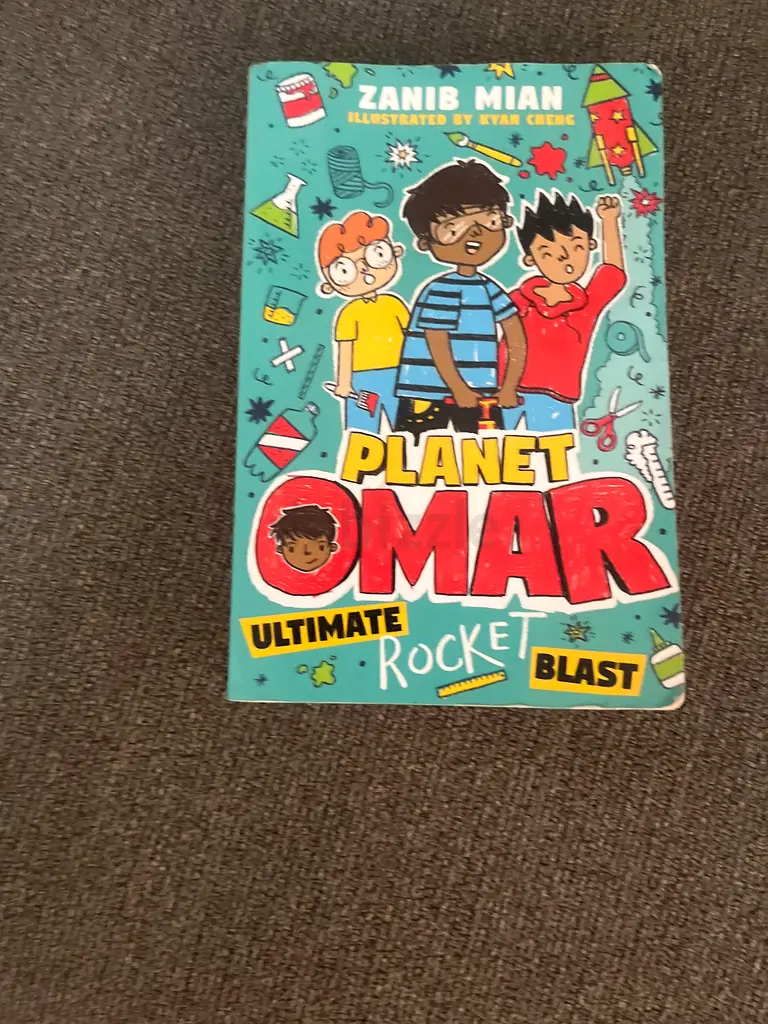 ZANIB MIAN
ILLUSTRATED BY KYAN CHENG
PLANET
OMAR
ULTIMATE
ROCKET
BLAST